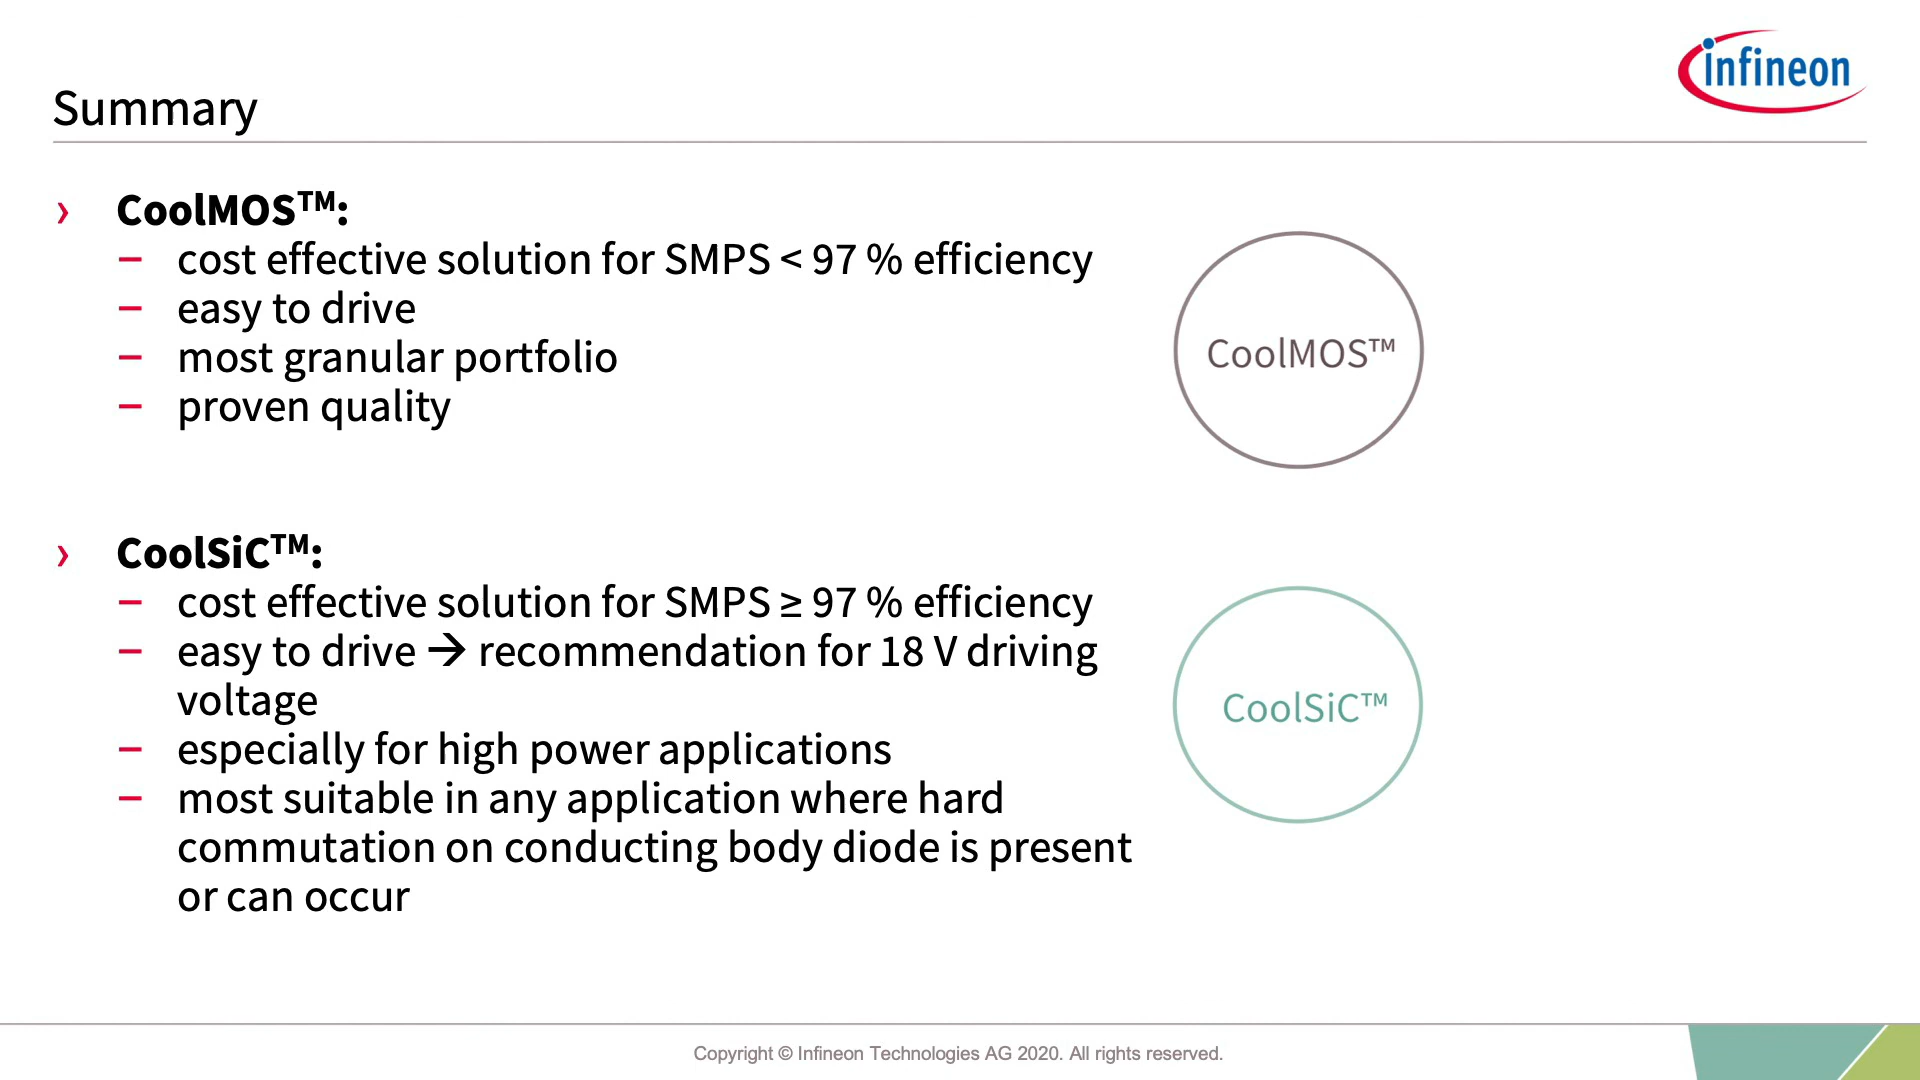 infineon
Summary
› CoolMOS™:
– cost effective solution for SMPS < 97 % efficiency
– easy to drive
– most granular portfolio
– proven quality
CoolMOS™
› CoolSiC™:
– cost effective solution for SMPS ≥ 97 % efficiency
– easy to drive → recommendation for 18 V driving
voltage
– especially for high power applications
– most suitable in any application where hard
commutation on conducting body diode is present
or can occur
CoolSiC™
Copyright © Infineon Technologies AG 2020. All rights reserved.